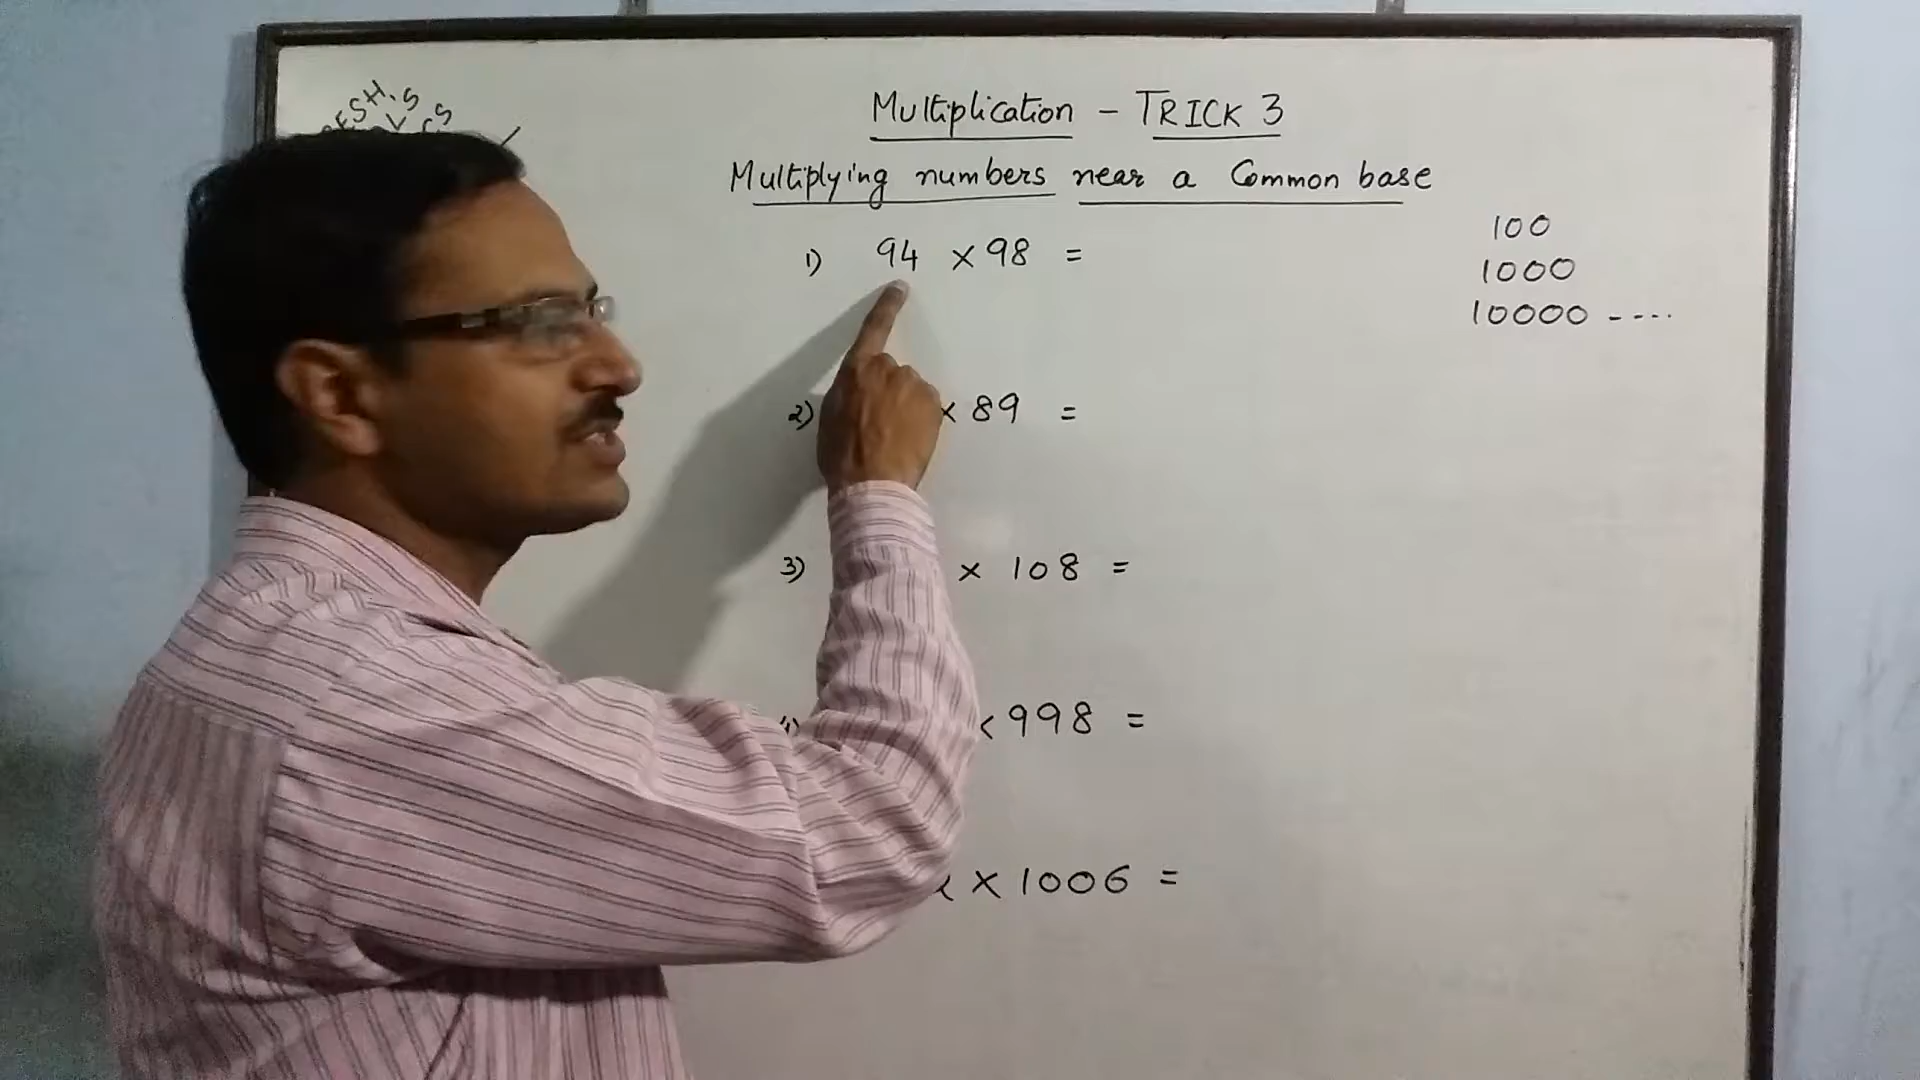 Multiplication - TRICK 3
Multiplying numbers near a Common base
100
1) 94 × 98 =
1000
10000 - - ..
2) × 89 =
3) × 108 =
× 998 =
× 1006 =